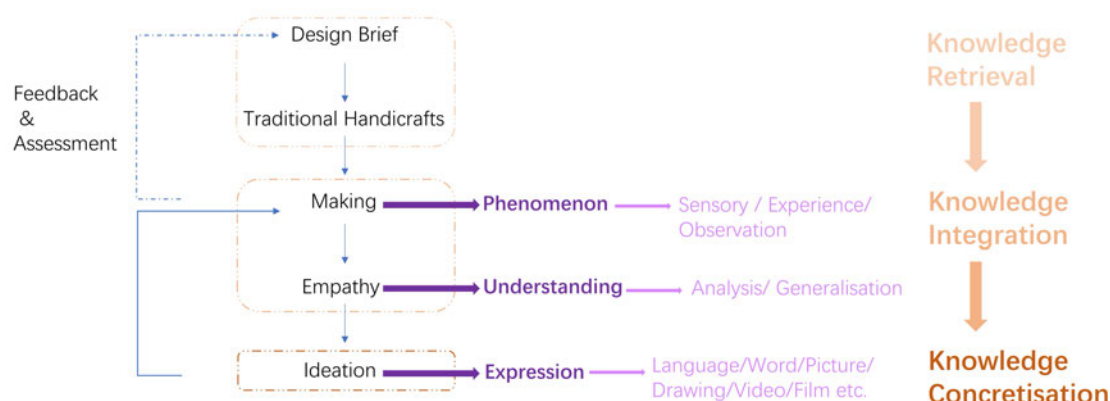 Design Brief
Knowledge
Retrieval
Feedback
&
Assessment
Traditional Handicrafts
Making
Phenomenon
Sensory / Experience/
Observation
Knowledge
Integration
Empathy
Understanding
Analysis/ Generalisation
Ideation
Expression
Language/Word/Picture/
Drawing/Video/Film etc.
Knowledge
Concretisation